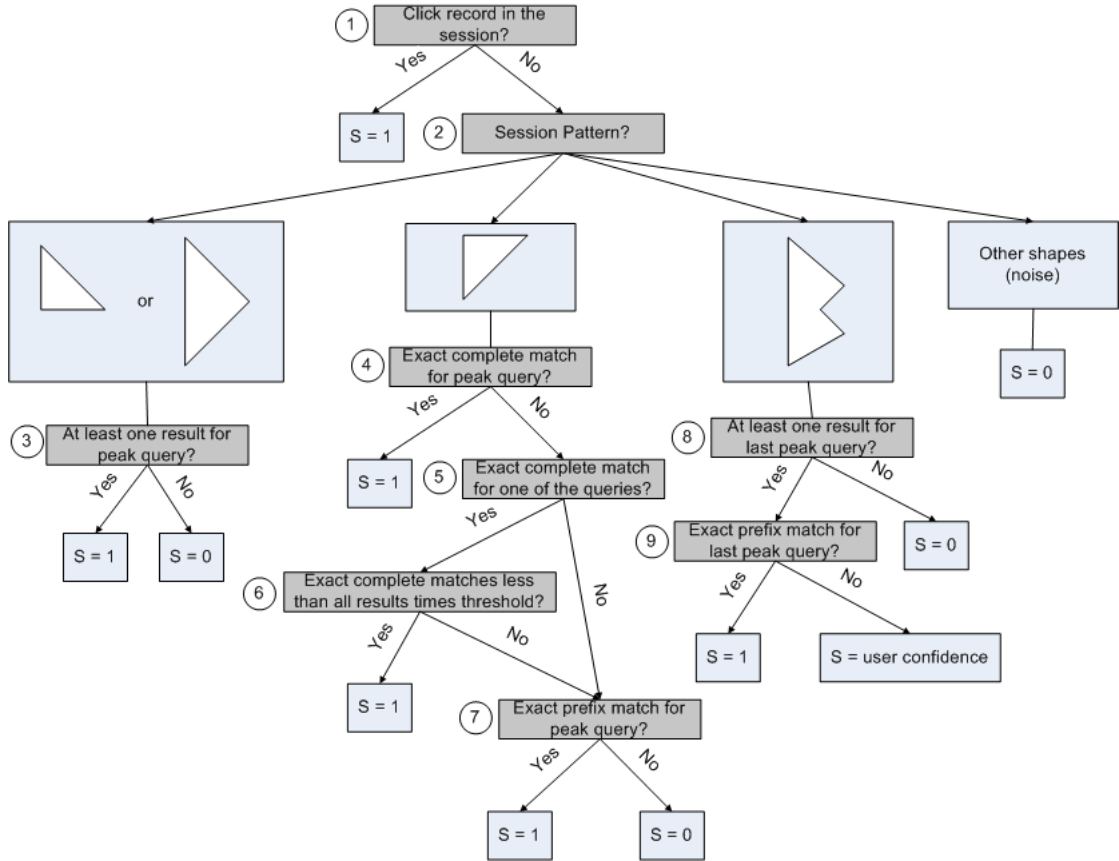 1
Click record in the
session?
Yes
No
S = 1
2
Session Pattern?
or
Other shapes
(noise)
S = 0
3
At least one result for
peak query?
Yes
No
S = 1
S = 0
4
Exact complete match
for peak query?
Yes
No
S = 1
5
Exact complete match
for one of the queries?
Yes
No
6
Exact complete matches less
than all results times threshold?
Yes
No
S = 1
7
Exact prefix match for
peak query?
Yes
No
S = 1
S = 0
8
At least one result for
last peak query?
Yes
No
S = 0
9
Exact prefix match for
last peak query?
Yes
No
S = 1
S = user confidence